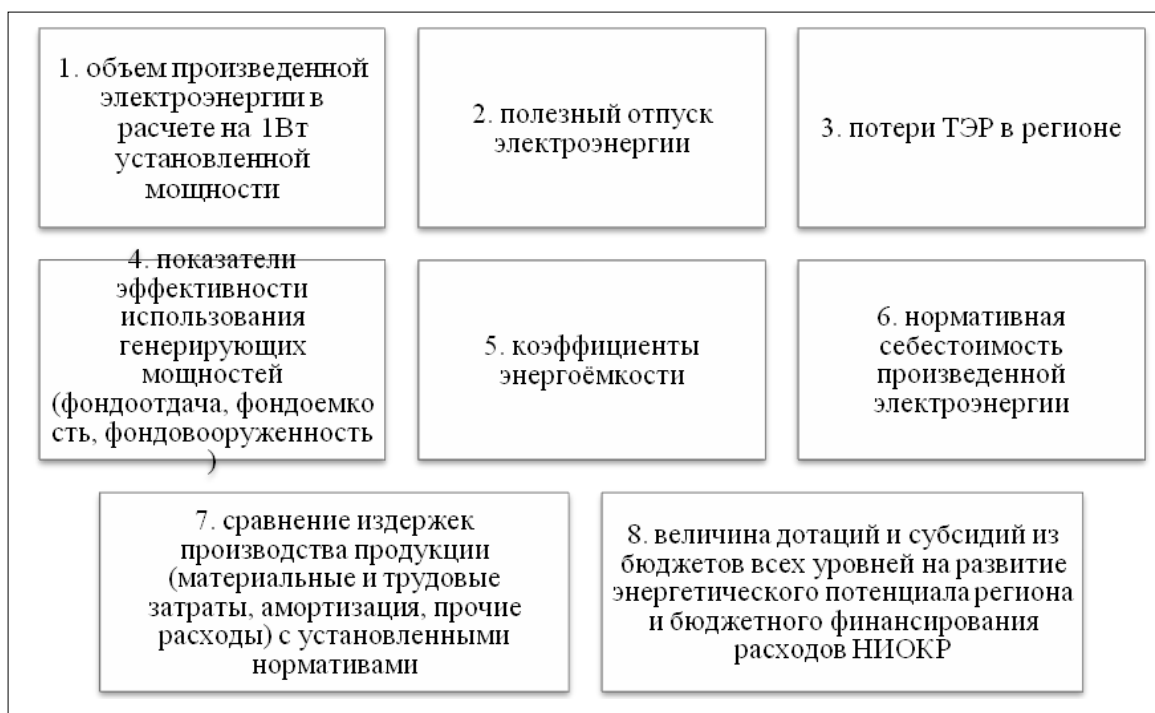 1. объем произведенной
электроэнергии в
расчете на 1Вт
установленной
мощности
2. полезный отпуск
электроэнергии
3. потери ТЭР в регионе
4. показатели
эффективности
использования
генерирующих
мощностей
(фондоотдача, фондоемко
сть, фондовооруженность
)
5. коэффициенты
энергоёмкости
6. нормативная
себестоимость
произведенной
электроэнергии
7. сравнение издержек
производства продукции
(материальные и трудовые
затраты, амортизация, прочие
расходы) с установленными
нормативами
8. величина дотаций и субсидий из
бюджетов всех уровней на развитие
энергетического потенциала региона
и бюджетного финансирования
расходов НИОКР